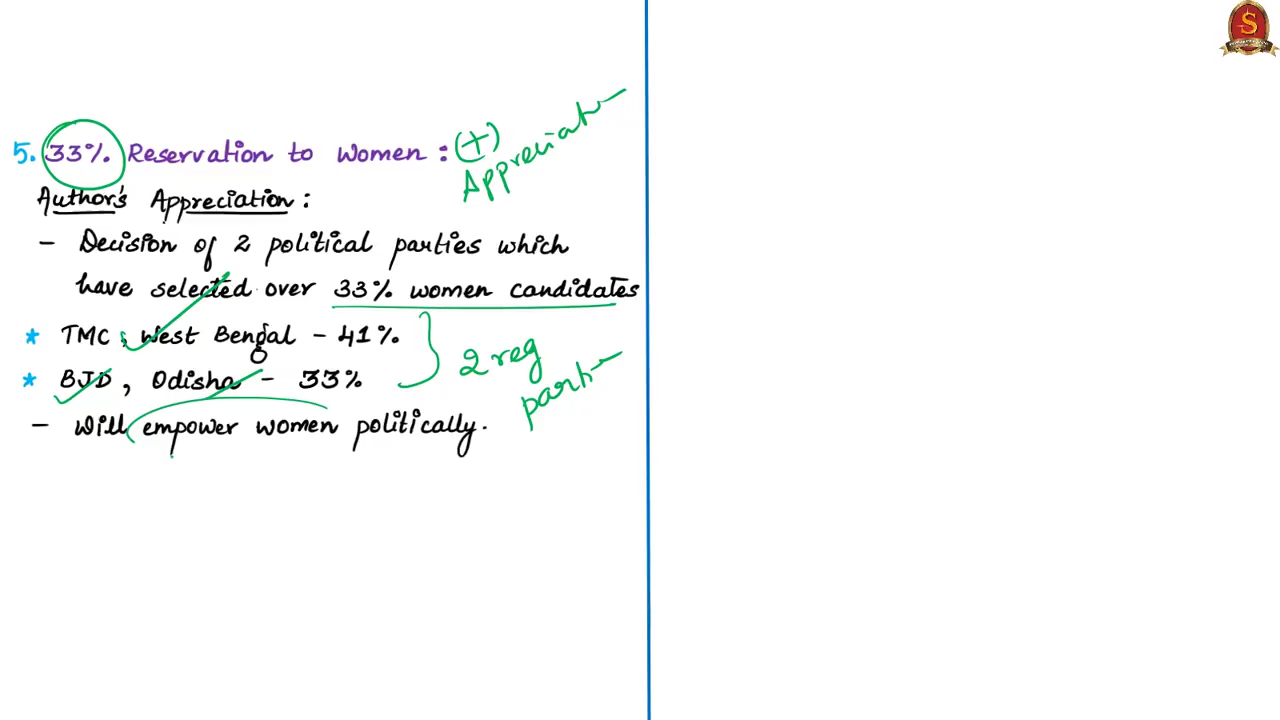 5. 33% Reservation to Women : (+)
Appreciat
Author's Appreciation :
- Decision of 2 political parties which
have selected over 33% women candidates
* TMC, West Bengal - 41%
* BJD, Odisha - 33%
2 reg
parti
- Will empower women politically.
S